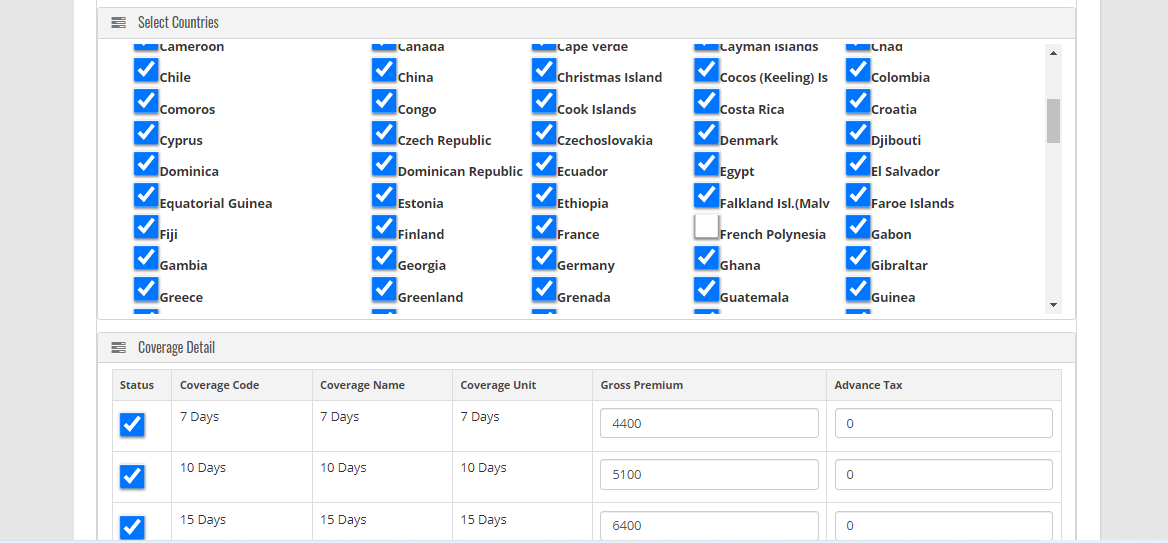 Select Countries
Cameroon Canada Cape Verde Cayman Islands Chad
Chile China Christmas Island Cocos (Keeling) Is Colombia
Comoros Congo Cook Islands Costa Rica Croatia
Cyprus Czech Republic Czechoslovakia Denmark Djibouti
Dominica Dominican Republic Ecuador Egypt El Salvador
Equatorial Guinea Estonia Ethiopia Falkland Isl.(Malv Faroe Islands
Fiji Finland France French Polynesia Gabon
Gambia Georgia Germany Ghana Gibraltar
Greece Greenland Grenada Guatemala Guinea
Coverage Detail
Status Coverage Code Coverage Name Coverage Unit Gross Premium Advance Tax
7 Days 7 Days 7 Days 4400 0
10 Days 10 Days 10 Days 5100 0
15 Days 15 Days 15 Days 6400 0